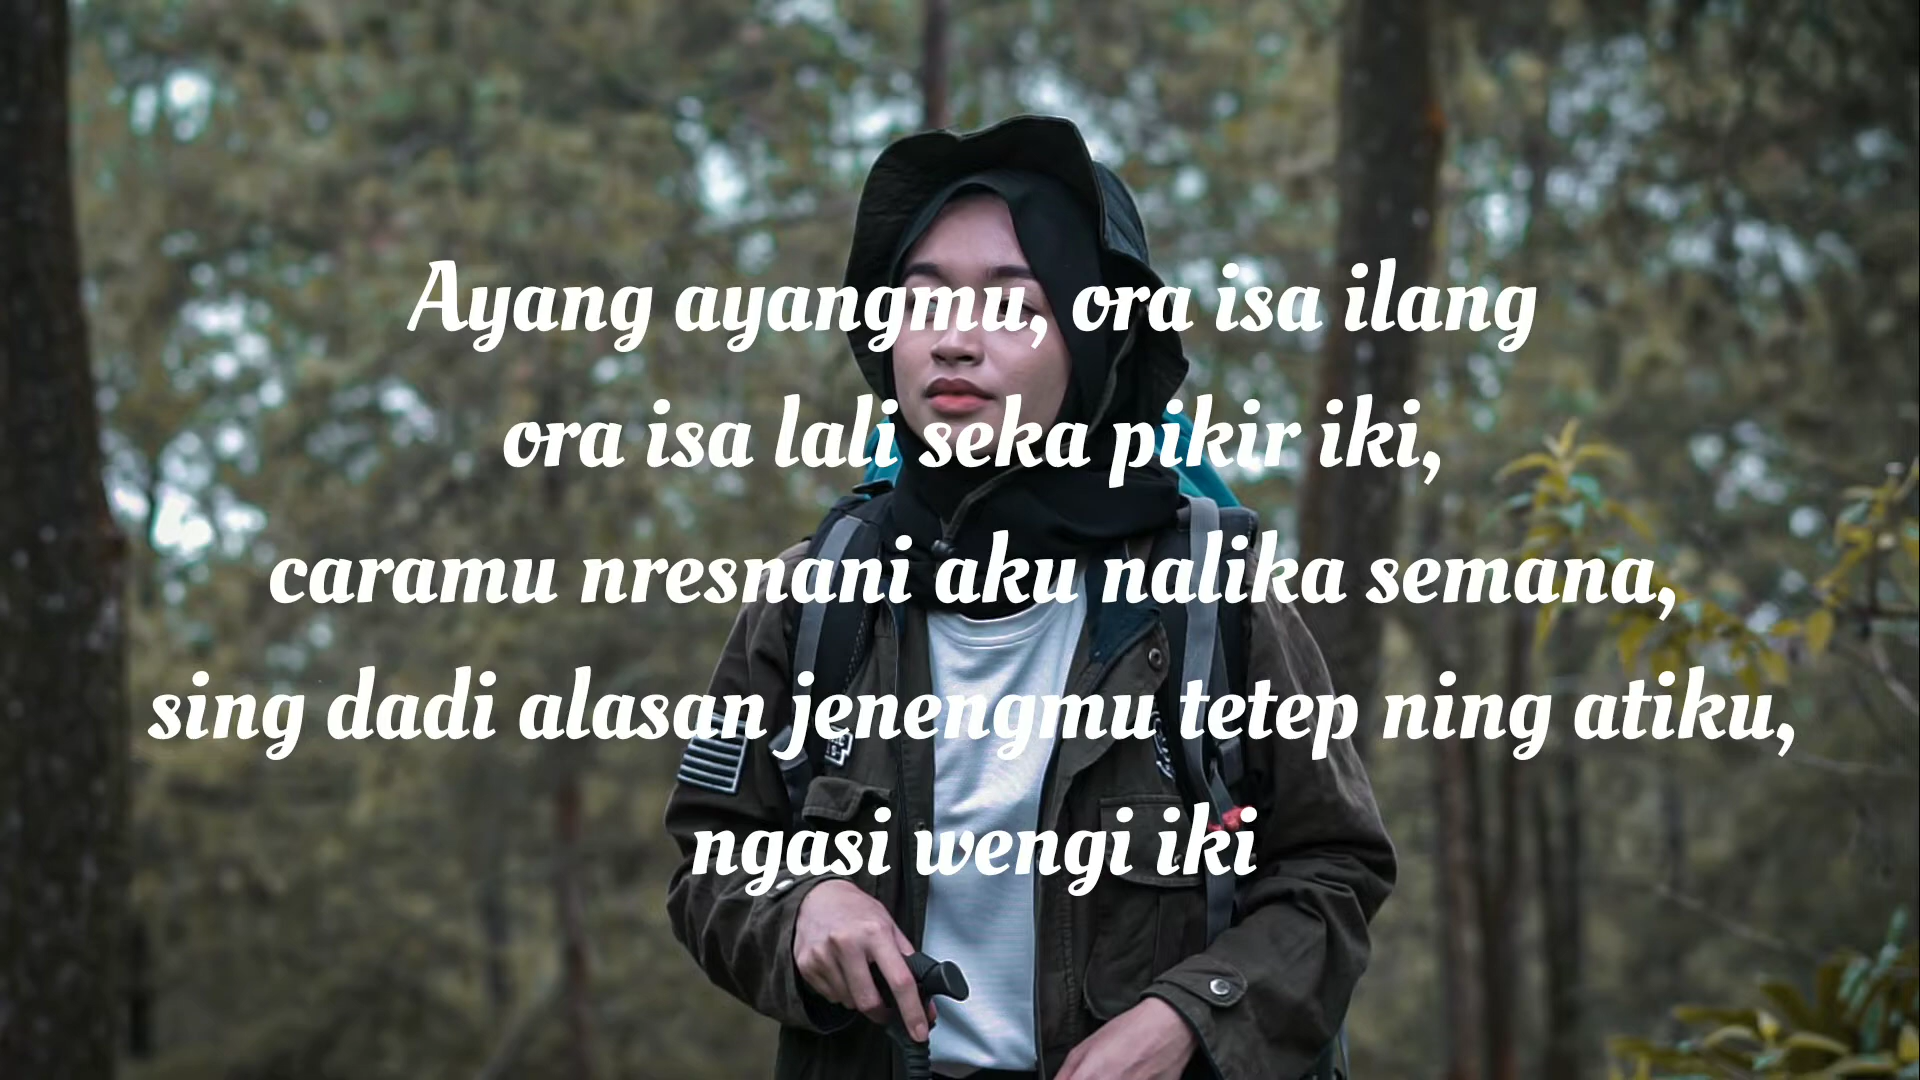 Ayang ayangmu, ora isa ilang
ora isa lali seka pikir iki,
caramu nresnani aku nalika semana,
sing dadi alasan jenengmu tetep ning atiku,
ngasi wengi iki